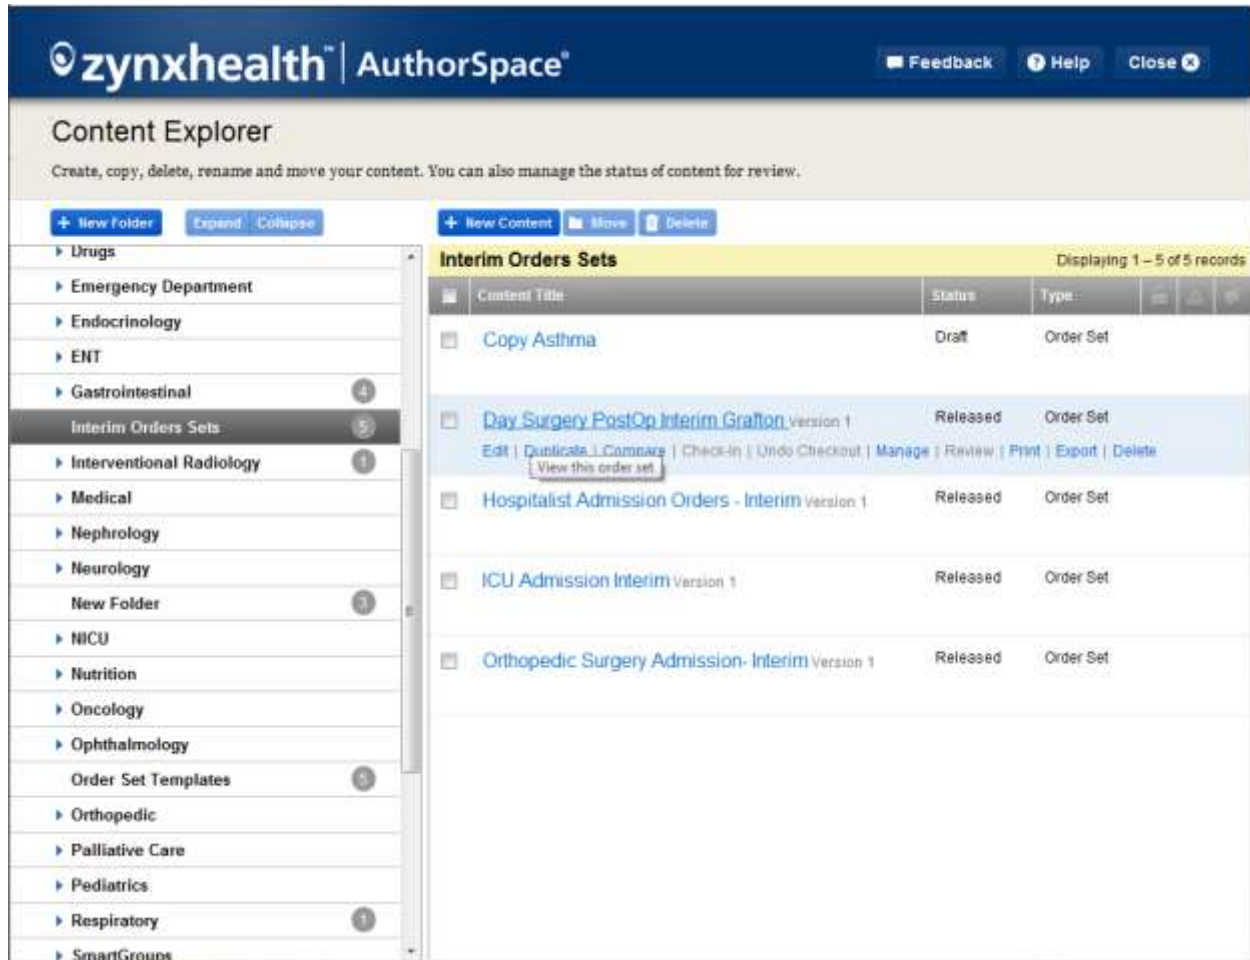 zynxhealth™ | AuthorSpace®
Feedback
Help
Close
Content Explorer
Create, copy, delete, rename and move your content. You can also manage the status of content for review.
+ New Folder
Expand Collapse
+ New Content
Move
Delete
Drugs
Emergency Department
Endocrinology
ENT
Gastrointestinal 4
Interim Orders Sets 5
Interventional Radiology 1
Medical
Nephrology
Neurology
New Folder 3
NICU
Nutrition
Oncology
Ophthalmology
Order Set Templates 5
Orthopedic
Palliative Care
Pediatrics
Respiratory 1
SmartGroups
Interim Orders Sets Displaying 1 – 5 of 5 records
Content Title Status Type
Copy Asthma Draft Order Set
Day Surgery PostOp Interim Grafton Version 1 Released Order Set
Edit | Duplicate | Compare | Check-In | Undo Checkout | Manage | Review | Print | Export | Delete
View this order set
Hospitalist Admission Orders - Interim Version 1 Released Order Set
ICU Admission Interim Version 1 Released Order Set
Orthopedic Surgery Admission- Interim Version 1 Released Order Set